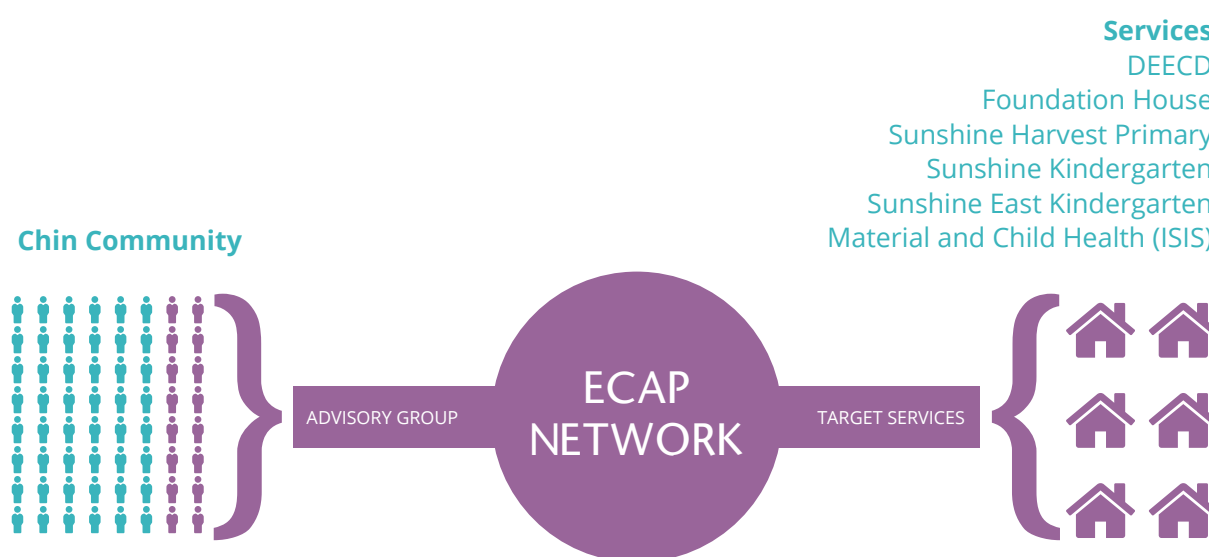 Services
DEECD
Foundation House
Sunshine Harvest Primary
Sunshine Kindergarten
Sunshine East Kindergarten
Material and Child Health (ISIS)
Chin Community
ADVISORY GROUP
ECAP
NETWORK
TARGET SERVICES